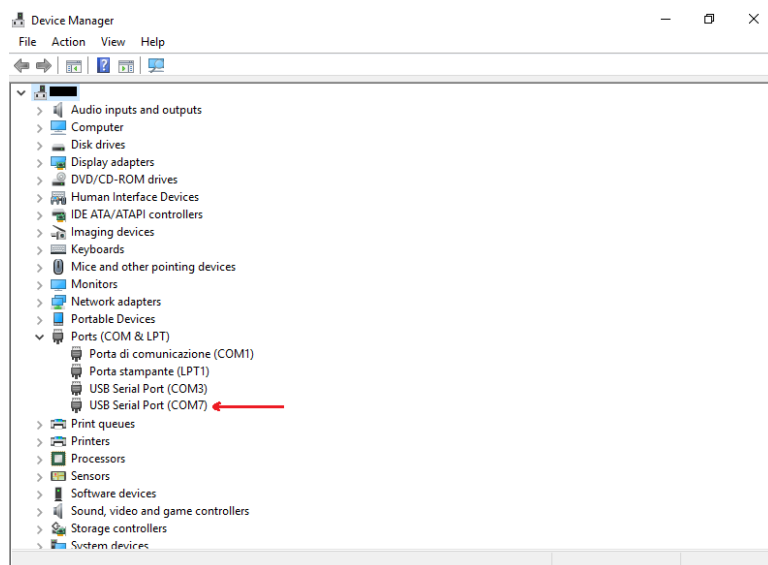 Device Manager
File Action View Help
Audio inputs and outputs
Computer
Disk drives
Display adapters
DVD/CD-ROM drives
Human Interface Devices
IDE ATA/ATAPI controllers
Imaging devices
Keyboards
Mice and other pointing devices
Monitors
Network adapters
Portable Devices
Ports (COM & LPT)
Porta di comunicazione (COM1)
Porta stampante (LPT1)
USB Serial Port (COM3)
USB Serial Port (COM7)
Print queues
Printers
Processors
Sensors
Software devices
Sound, video and game controllers
Storage controllers
System devices